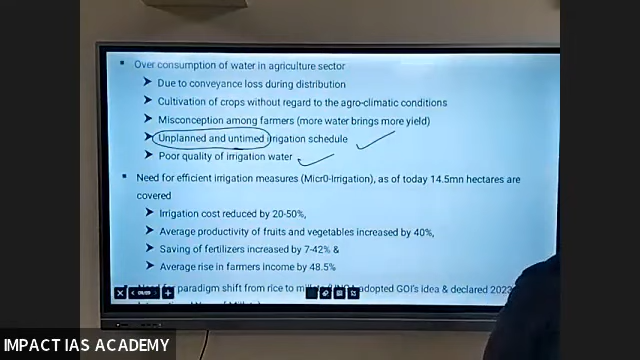 ▪ Over consumption of water in agriculture sector
➤ Due to conveyance loss during distribution
➤ Cultivation of crops without regard to the agro-climatic conditions
➤ Misconception among farmers (more water brings more yield)
➤ Unplanned and untimed irrigation schedule
➤ Poor quality of irrigation water
▪ Need for efficient irrigation measures (Micr0-Irrigation), as of today 14.5mn hectares are
covered
➤ Irrigation cost reduced by 20-50%,
➤ Average productivity of fruits and vegetables increased by 40%,
➤ Saving of fertilizers increased by 7-42% &
➤ Average rise in farmers income by 48.5%
Need for paradigm shift from rice to adopted GOI's idea & declared 2023
IMPACT IAS ACADEMY